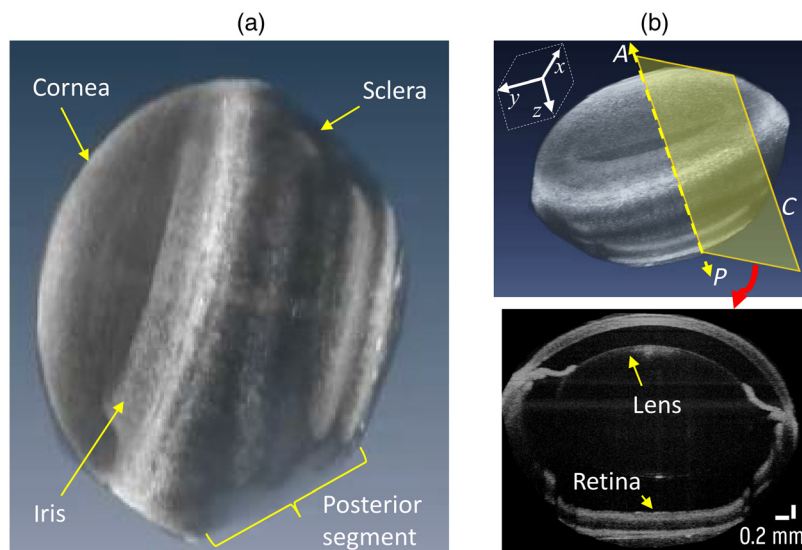 (a)
Cornea
Sclera
Iris
Posterior
segment
(b)
A
x
y
z
C
P
Lens
Retina
0.2 mm